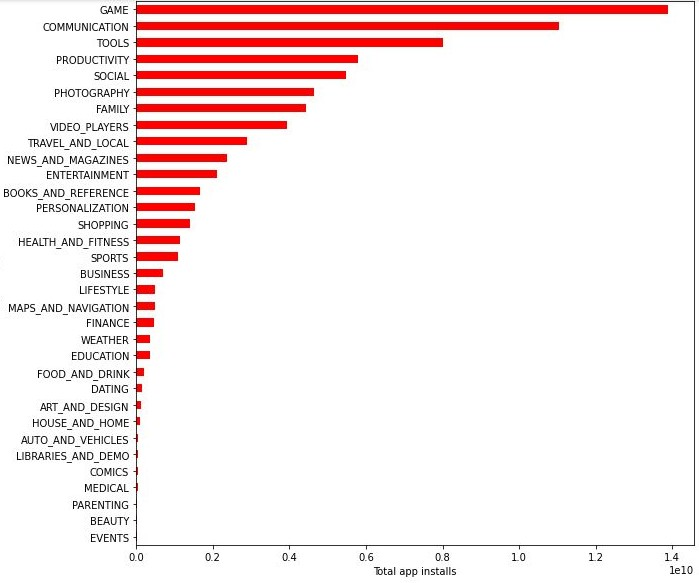 GAME
COMMUNICATION
TOOLS
PRODUCTIVITY
SOCIAL
PHOTOGRAPHY
FAMILY
VIDEO_PLAYERS
TRAVEL_AND_LOCAL
NEWS_AND_MAGAZINES
ENTERTAINMENT
BOOKS_AND_REFERENCE
PERSONALIZATION
SHOPPING
HEALTH_AND_FITNESS
SPORTS
BUSINESS
LIFESTYLE
MAPS_AND_NAVIGATION
FINANCE
WEATHER
EDUCATION
FOOD_AND_DRINK
DATING
ART_AND_DESIGN
HOUSE_AND_HOME
AUTO_AND_VEHICLES
LIBRARIES_AND_DEMO
COMICS
MEDICAL
PARENTING
BEAUTY
EVENTS
0.0 0.2 0.4 0.6 0.8 1.0 1.2 1.4
Total app installs 1e10